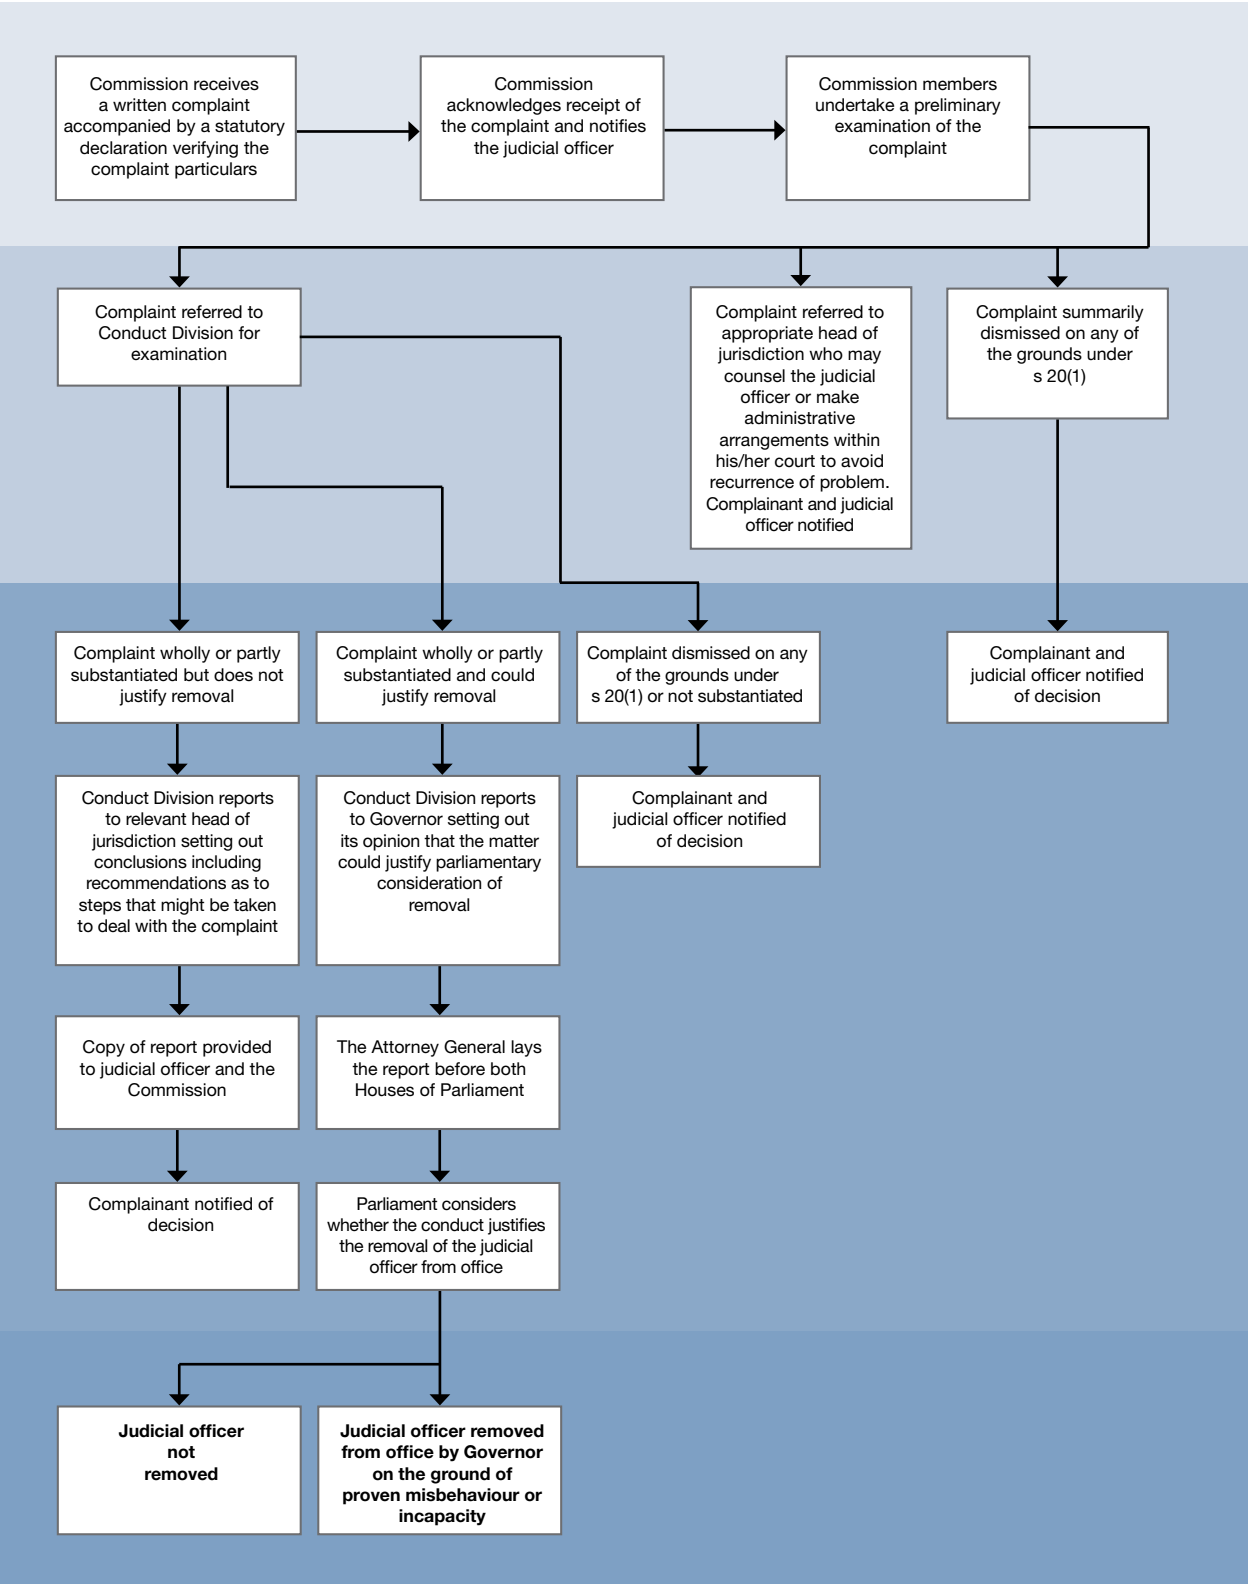 Commission receives
a written complaint
accompanied by a statutory
declaration verifying the
complaint particulars
Commission
acknowledges receipt of
the complaint and notifies
the judicial officer
Commission members
undertake a preliminary
examination of the
complaint
Complaint referred to
Conduct Division for
examination
Complaint referred to
appropriate head of
jurisdiction who may
counsel the judicial
officer or make
administrative
arrangements within
his/her court to avoid
recurrence of problem.
Complainant and judicial
officer notified
Complaint summarily
dismissed on any of
the grounds under
s 20(1)
Complaint wholly or partly
substantiated but does not
justify removal
Complaint wholly or partly
substantiated and could
justify removal
Complaint dismissed on any
of the grounds under
s 20(1) or not substantiated
Complainant and
judicial officer notified
of decision
Conduct Division reports
to relevant head of
jurisdiction setting out
conclusions including
recommendations as to
steps that might be taken
to deal with the complaint
Conduct Division reports
to Governor setting out
its opinion that the matter
could justify parliamentary
consideration of
removal
Complainant and
judicial officer notified
of decision
Copy of report provided
to judicial officer and the
Commission
The Attorney General lays
the report before both
Houses of Parliament
Complainant notified of
decision
Parliament considers
whether the conduct justifies
the removal of the judicial
officer from office
Judicial officer
not
removed
Judicial officer removed
from office by Governor
on the ground of
proven misbehaviour or
incapacity